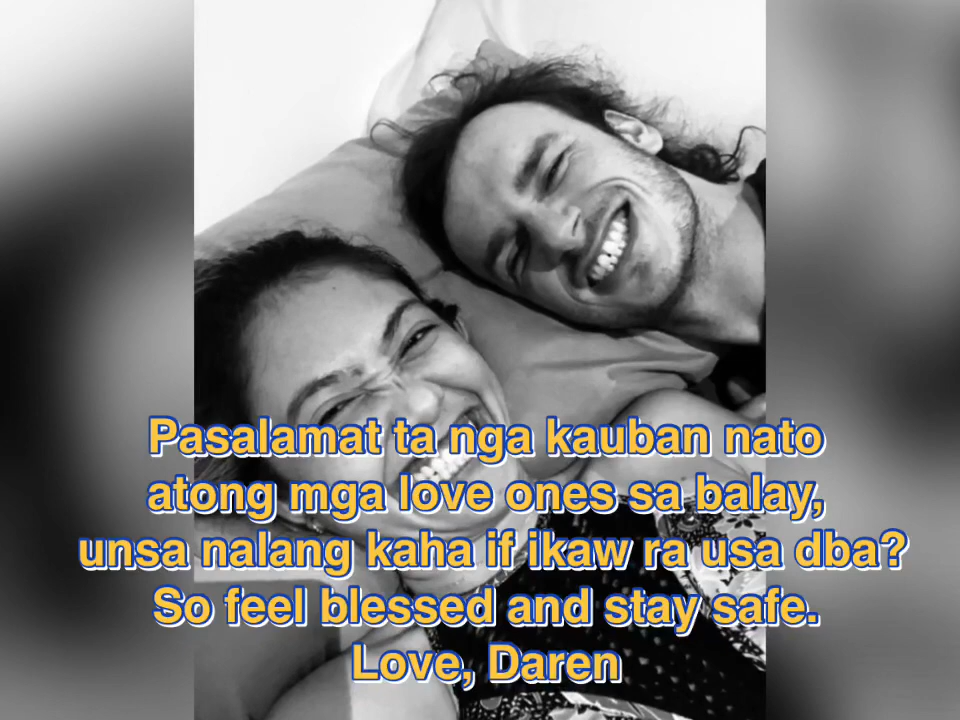 Pasalamat ta nga kauban nato
atong mga love ones sa balay,
unsa nalang kaha if ikaw ra usa dba?
So feel blessed and stay safe.
Love, Daren